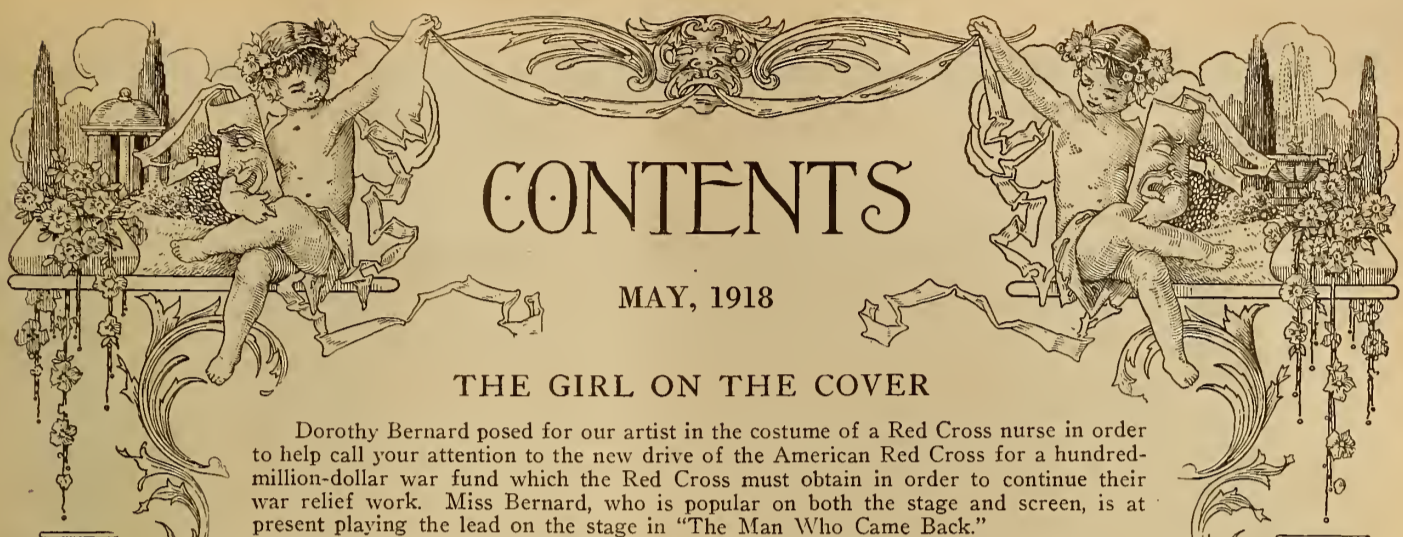 CONTENTS
MAY, 1918
THE GIRL ON THE COVER
Dorothy Bernard posed for our artist in the costume of a Red Cross nurse in order
to help call your attention to the new drive of the American Red Cross for a hundred-
million-dollar war fund which the Red Cross must obtain in order to continue their
war relief work. Miss Bernard, who is popular on both the stage and screen, is at
present playing the lead on the stage in "The Man Who Came Back."